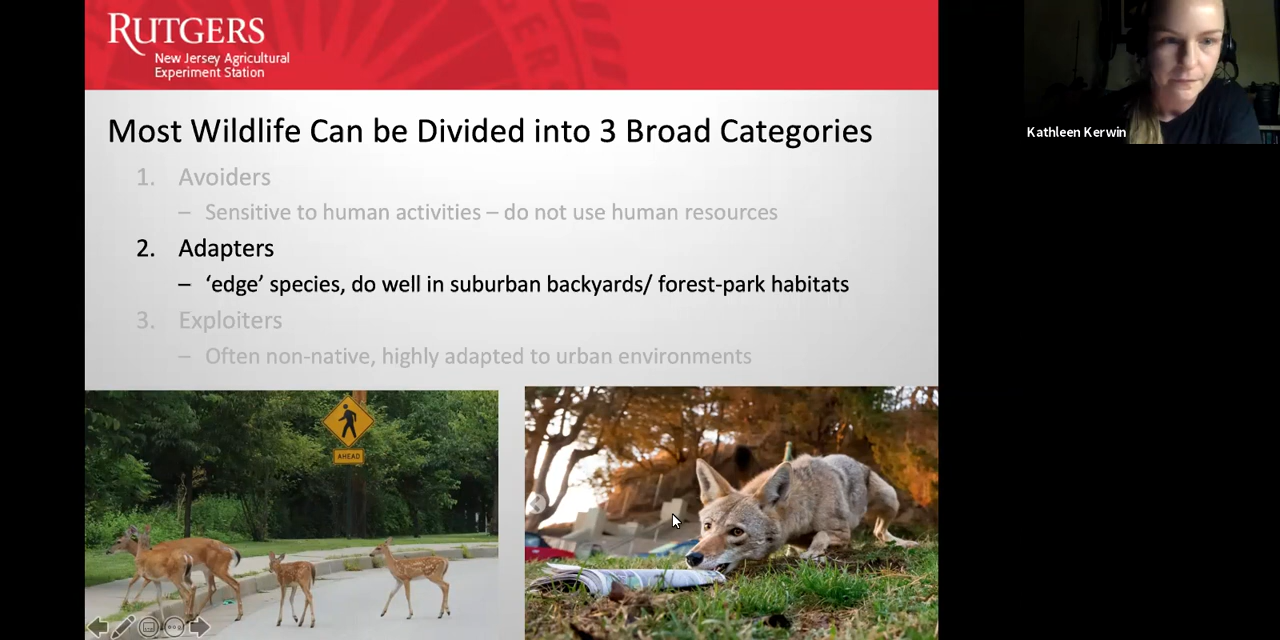 RUTGERS
New Jersey Agricultural
Experiment Station
Most Wildlife Can be Divided into 3 Broad Categories
1. Avoiders
– Sensitive to human activities – do not use human resources
2. Adapters
– ‘edge’ species, do well in suburban backyards/ forest-park habitats
3. Exploiters
– Often non-native, highly adapted to urban environments
AHEAD
Kathleen Kerwin